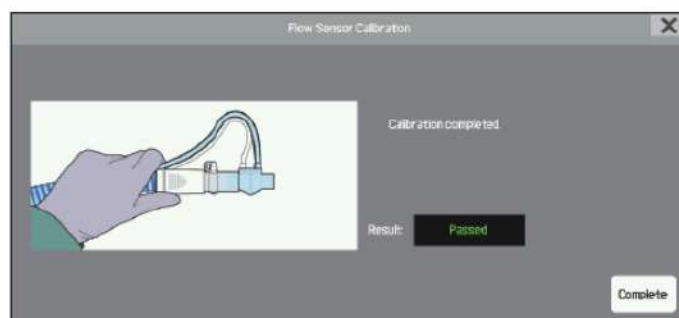 Flow Sensor Calibration
Calibration completed.
Result: Passed
Complete